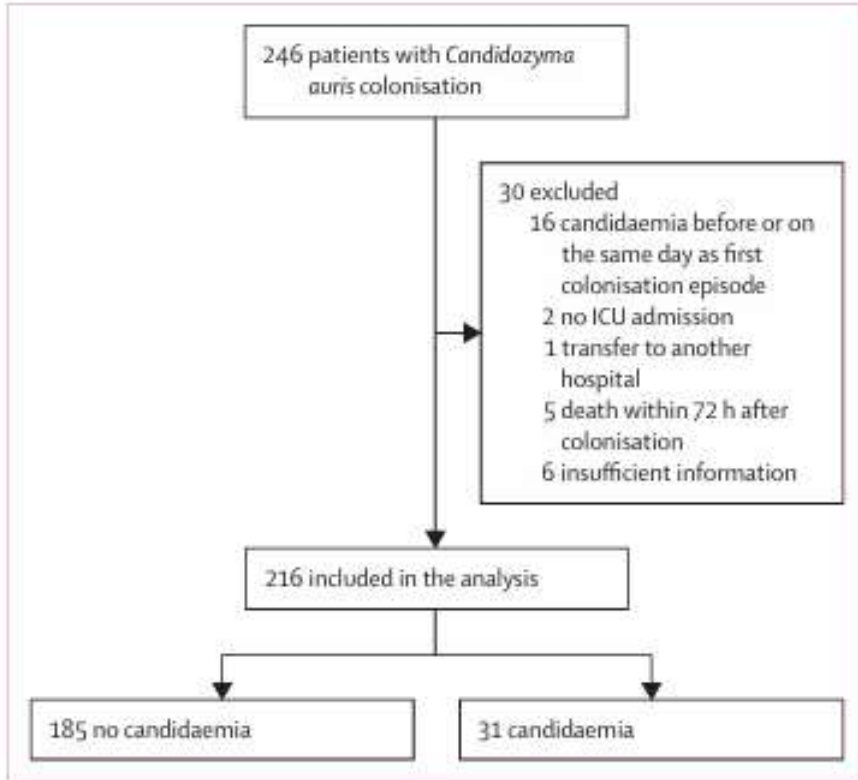 246 patients with Candidozyma
auris colonisation
30 excluded
16 candidaemia before or on
the same day as first
colonisation episode
2 no ICU admission
1 transfer to another
hospital
5 death within 72 h after
colonisation
6 insufficient information
216 included in the analysis
185 no candidaemia
31 candidaemia